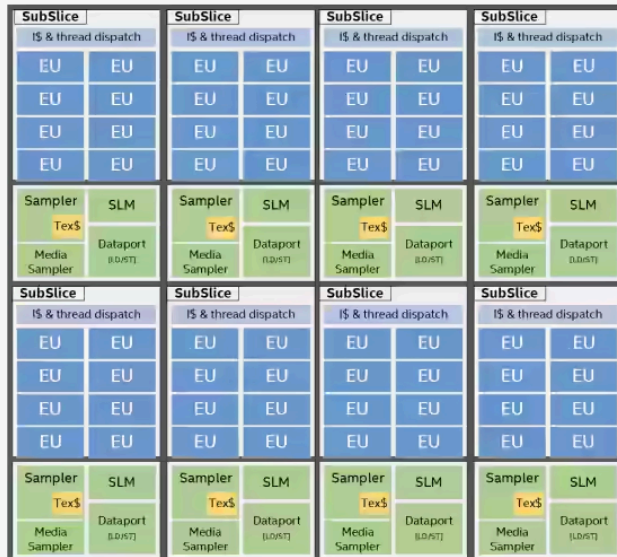 SubSlice SubSlice SubSlice SubSlice
I$ & thread dispatch I$ & thread dispatch I$ & thread dispatch I$ & thread dispatch
EU EU EU EU EU EU EU EU
EU EU EU EU EU EU EU EU
EU EU EU EU EU EU EU EU
EU EU EU EU EU EU EU EU
Sampler SLM Sampler SLM Sampler SLM Sampler SLM
Tex$ Tex$ Tex$ Tex$
Media Sampler Dataport [LD/ST] Media Sampler Dataport [LD/ST] Media Sampler Dataport [LD/ST] Media Sampler Dataport [LD/ST]
SubSlice SubSlice SubSlice SubSlice
I$ & thread dispatch I$ & thread dispatch I$ & thread dispatch I$ & thread dispatch
EU EU EU EU EU EU EU EU
EU EU EU EU EU EU EU EU
EU EU EU EU EU EU EU EU
EU EU EU EU EU EU EU EU
Sampler SLM Sampler SLM Sampler SLM Sampler SLM
Tex$ Tex$ Tex$ Tex$
Media Sampler Dataport [LD/ST] Media Sampler Dataport [LD/ST] Media Sampler Dataport [LD/ST] Media Sampler Dataport [LD/ST]